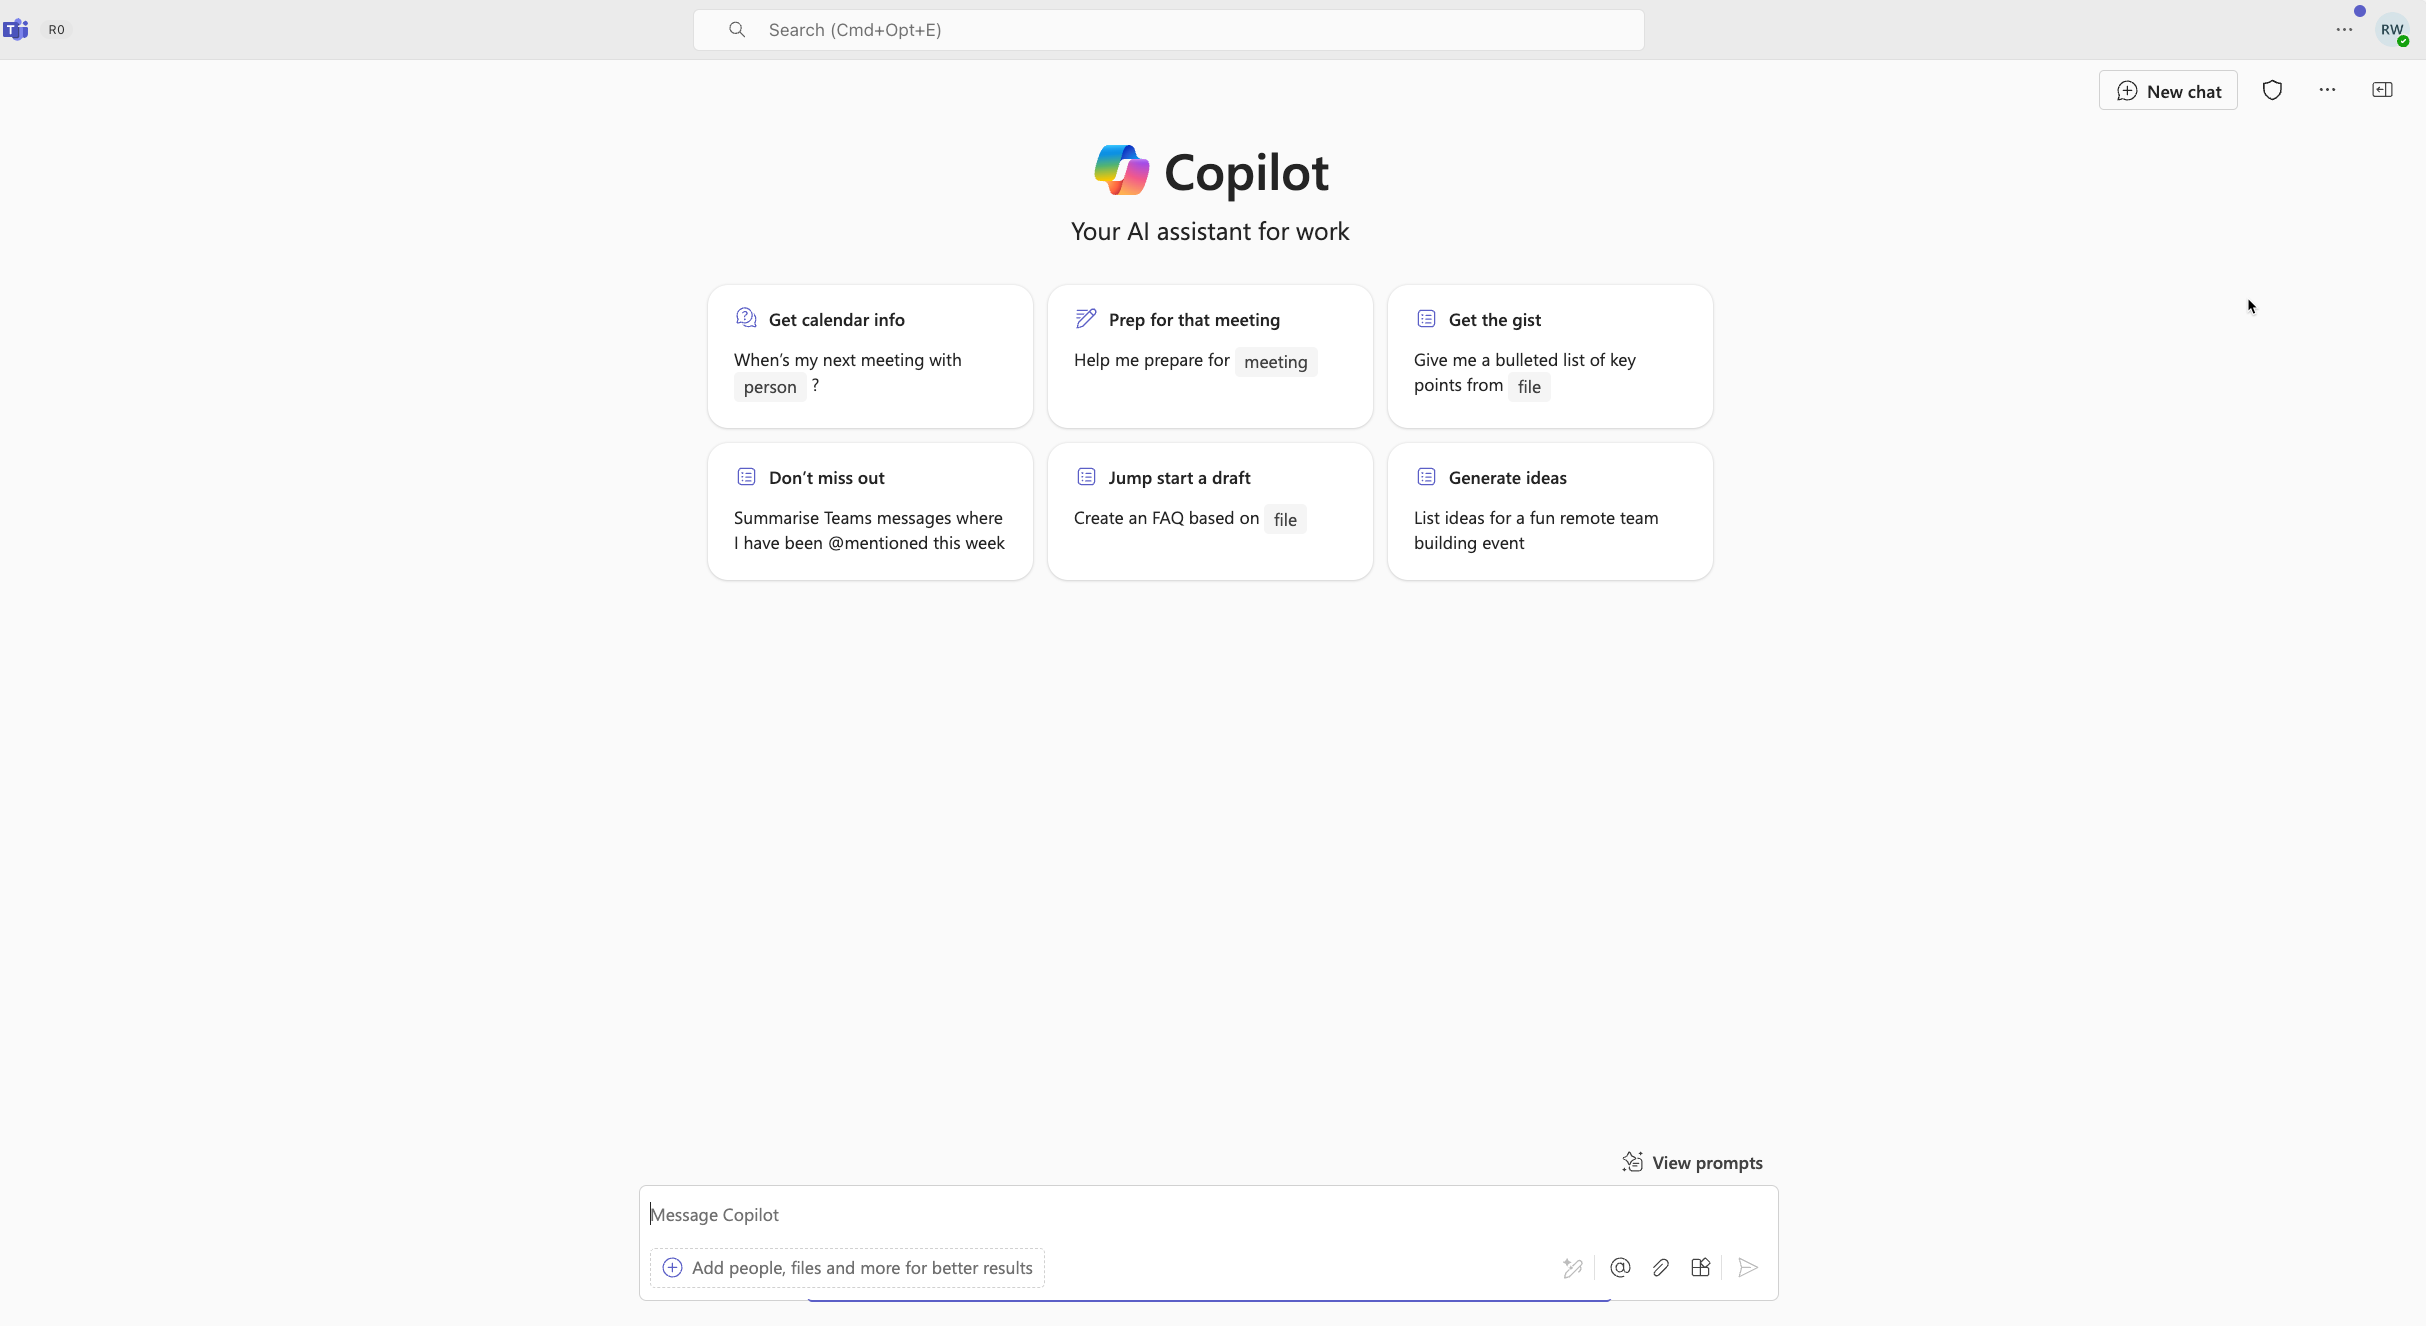 R0
Search (Cmd+Opt+E)
RW
New chat
Copilot
Your AI assistant for work
Get calendar info
When's my next meeting with
person ?
Prep for that meeting
Help me prepare for meeting
Get the gist
Give me a bulleted list of key
points from file
Don't miss out
Summarise Teams messages where
I have been @mentioned this week
Jump start a draft
Create an FAQ based on file
Generate ideas
List ideas for a fun remote team
building event
View prompts
Message Copilot
Add people, files and more for better results